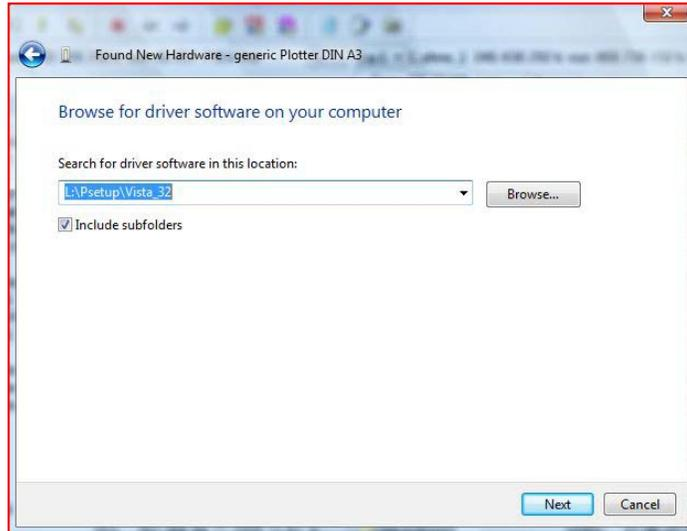 Found New Hardware - generic Plotter DIN A3
Browse for driver software on your computer
Search for driver software in this location:
L:\Psetup\Vista_32
Browse...
Include subfolders
Next
Cancel